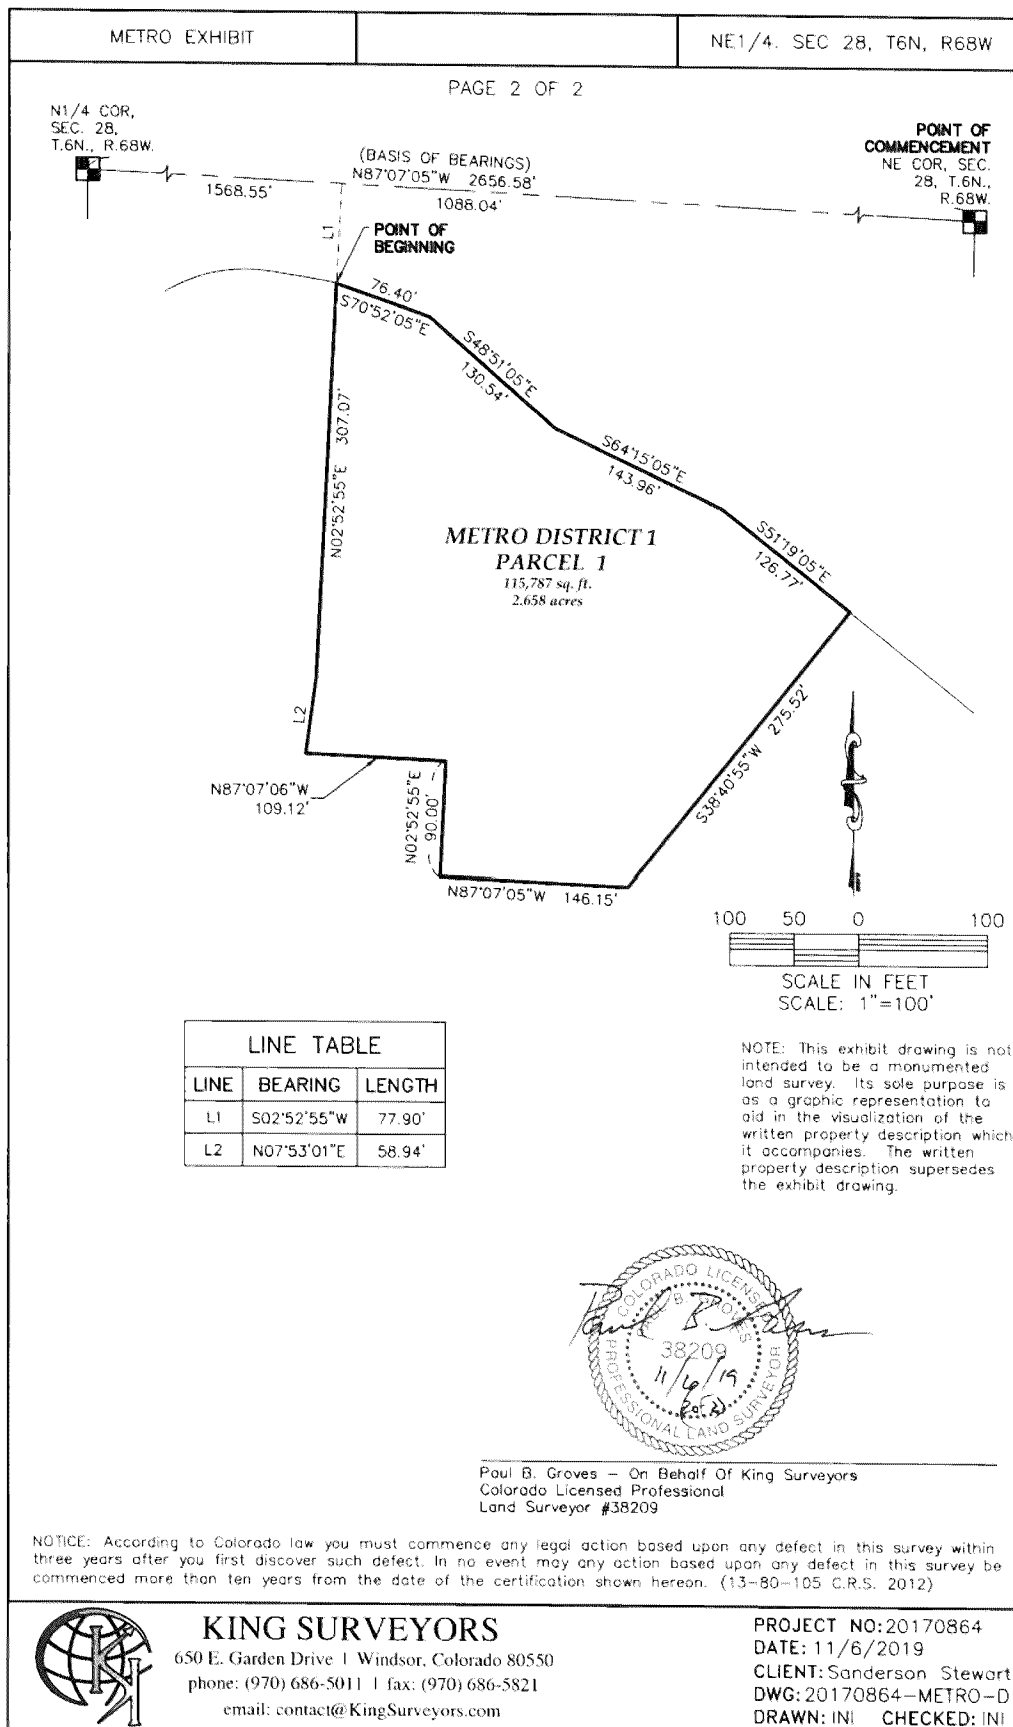 METRO EXHIBIT
NE1/4. SEC 28, T6N, R68W
PAGE 2 OF 2
N1/4 COR,
SEC. 28,
T.6N., R.68W.
POINT OF
COMMENCEMENT
NE COR, SEC.
28, T.6N.,
R.68W.
(BASIS OF BEARINGS)
N87°07'05"W 2656.58'
1568.55'
1088.04'
L1
POINT OF
BEGINNING
76.40'
S70°52'05"E
S48°51'05"E
130.54'
S64°15'05"E
143.96'
S51°19'05"E
126.77'
N02°52'55"E 307.07'
METRO DISTRICT 1
PARCEL 1
115,787 sq. ft.
2.658 acres
L2
S38°40'55"W 275.52'
N87°07'06"W
109.12'
N02°52'55"E
90.00'
N87°07'05"W 146.15'
100 50 0 100
SCALE IN FEET
SCALE: 1"=100'
LINE TABLE
LINE BEARING LENGTH
L1 S02°52'55"W 77.90'
L2 N07°53'01"E 58.94'
NOTE: This exhibit drawing is not
intended to be a monumented
land survey. Its sole purpose is
as a graphic representation to
aid in the visualization of the
written property description which
it accompanies. The written
property description supersedes
the exhibit drawing.
COLORADO LICENSED
PAUL B. GROVES
38209
11/6/19
PROFESSIONAL LAND SURVEYOR
Paul B. Groves – On Behalf Of King Surveyors
Colorado Licensed Professional
Land Surveyor #38209
NOTICE: According to Colorado law you must commence any legal action based upon any defect in this survey within
three years after you first discover such defect. In no event may any action based upon any defect in this survey be
commenced more than ten years from the date of the certification shown hereon. (13-80-105 C.R.S. 2012)
KING SURVEYORS
650 E. Garden Drive | Windsor, Colorado 80550
phone: (970) 686-5011 | fax: (970) 686-5821
email: contact@KingSurveyors.com
PROJECT NO:20170864
DATE: 11/6/2019
CLIENT: Sanderson Stewart
DWG: 20170864-METRO-D
DRAWN: INI CHECKED: INI